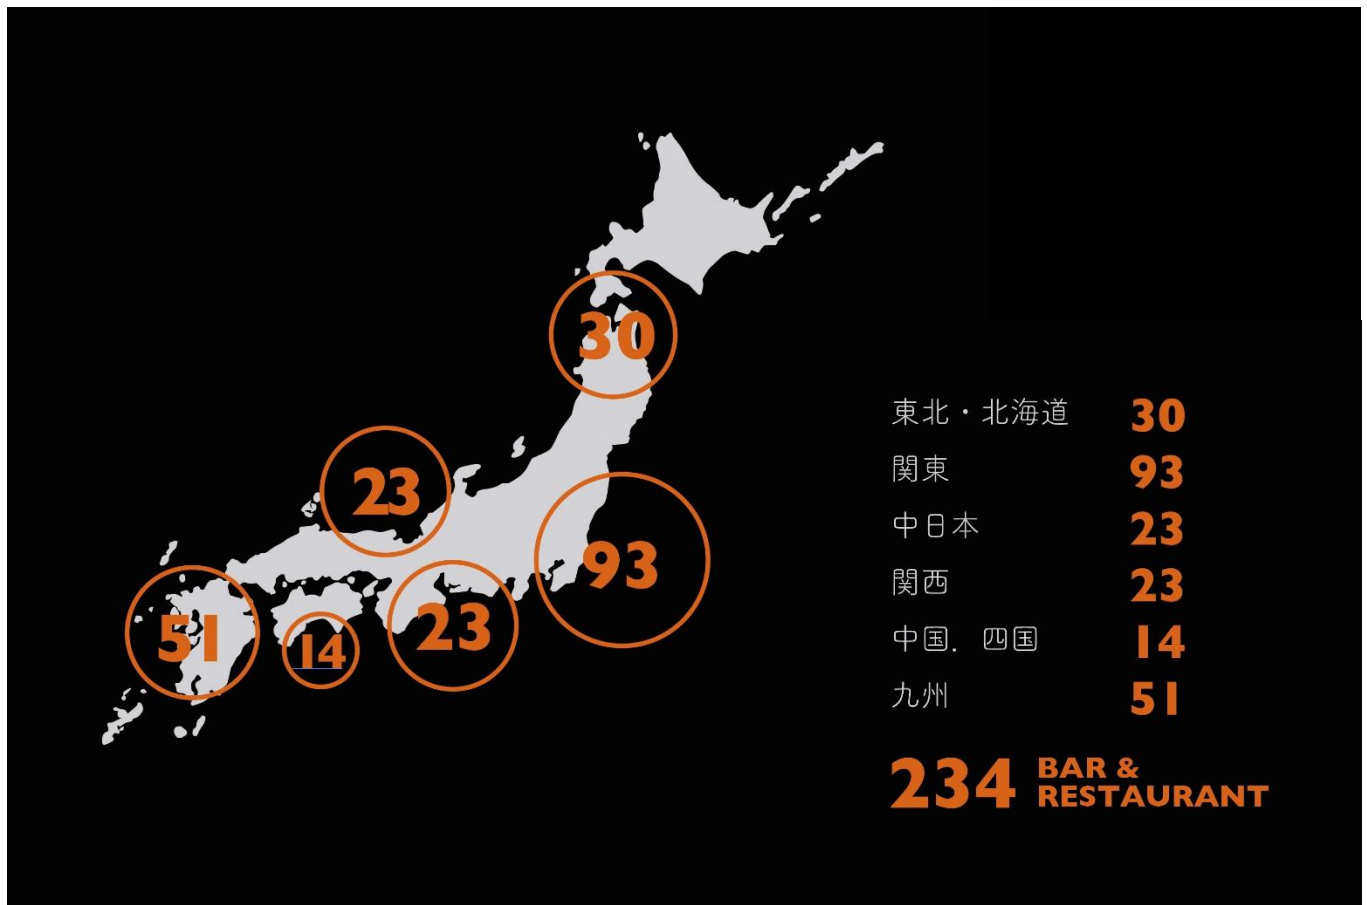 30
23
93
51
14
23
東北・北海道 30
関東 93
中日本 23
関西 23
中国. 四国 14
九州 51
234 BAR &
RESTAURANT